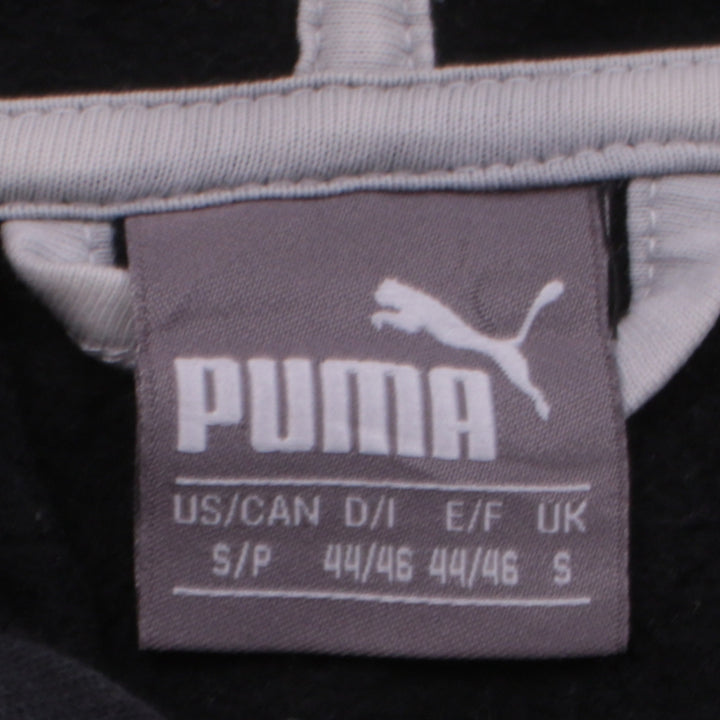 PUMA
US/CAN D/I E/F UK
S/P 44/46 44/46 S